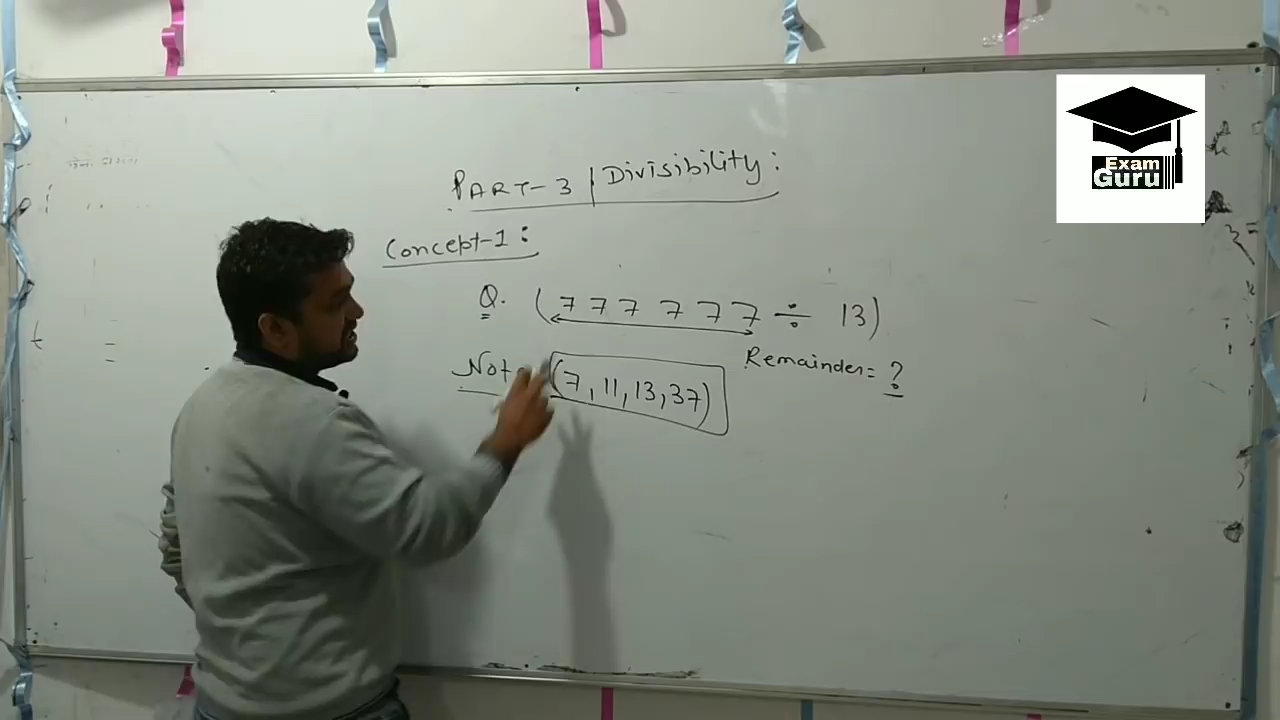 PART-3 | Divisibility:
Concept-1:
Q. (777777 ÷ 13)
Remainder= ?
Note (7, 11, 13, 37)
Exam
Guru